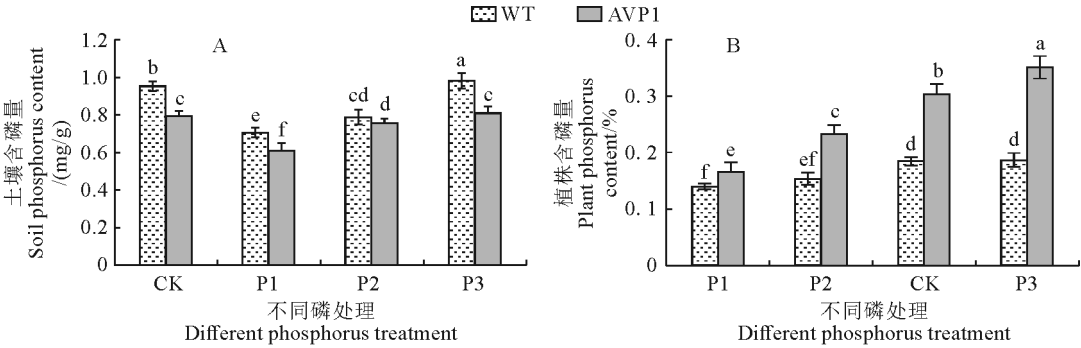 WT AVP1
A
土壤含磷量
Soil phosphorus content
/(mg/g)
1.2
1.0
0.8
0.6
0.4
0.2
0
b
c
e
f
cd
d
a
c
CK P1 P2 P3
不同磷处理
Different phosphorus treatment
B
植株含磷量
Plant phosphorus
content/%
0.4
0.3
0.2
0.1
0
f
e
ef
c
d
b
d
a
P1 P2 CK P3
不同磷处理
Different phosphorus treatment